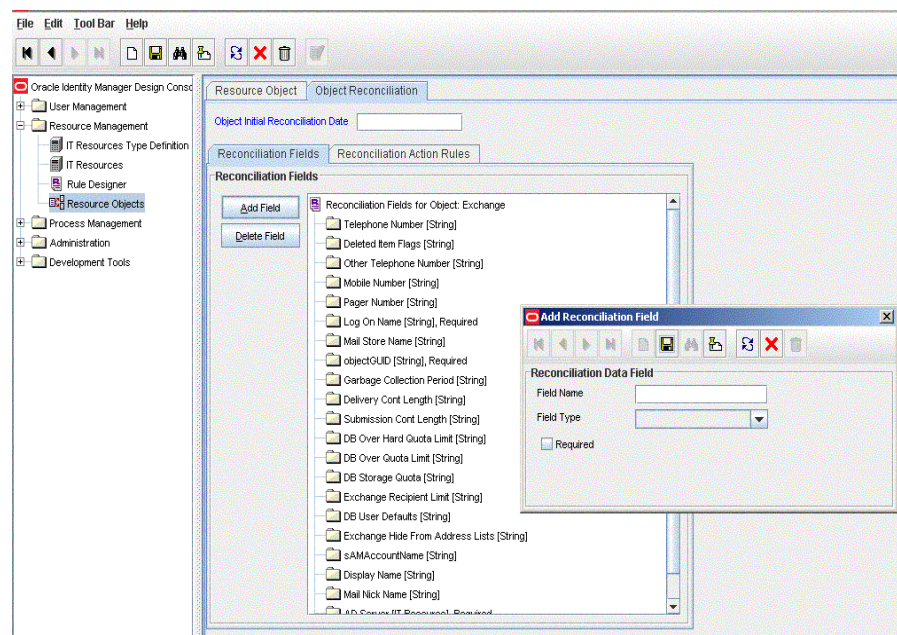 File Edit Tool Bar Help
Oracle Identity Manager Design Consc
User Management
Resource Management
IT Resources Type Definition
IT Resources
Rule Designer
Resource Objects
Process Management
Administration
Development Tools
Resource Object Object Reconciliation
Object Initial Reconciliation Date
Reconciliation Fields Reconciliation Action Rules
Reconciliation Fields
Add Field
Delete Field
Reconciliation Fields for Object: Exchange
Telephone Number [String]
Deleted Item Flags [String]
Other Telephone Number [String]
Mobile Number [String]
Pager Number [String]
Log On Name [String], Required
Mail Store Name [String]
objectGUID [String], Required
Garbage Collection Period [String]
Delivery Cont Length [String]
Submission Cont Length [String]
DB Over Hard Quota Limit [String]
DB Over Quota Limit [String]
DB Storage Quota [String]
Exchange Recipient Limit [String]
DB User Defaults [String]
Exchange Hide From Address Lists [String]
sAMAccountName [String]
Display Name [String]
Mail Nick Name [String]
AD Server [IT Resource], Required
Add Reconciliation Field
Reconciliation Data Field
Field Name
Field Type
Required